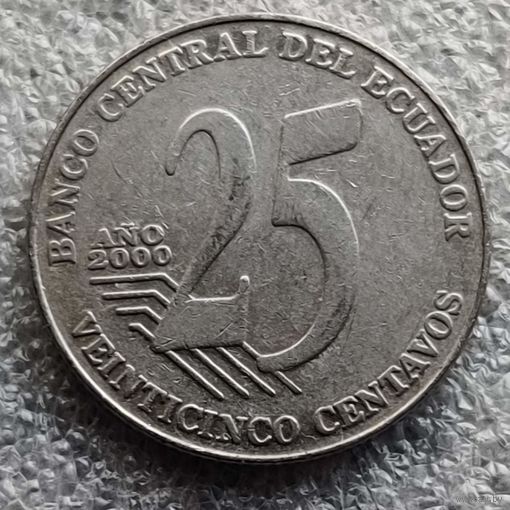 BANCO CENTRAL DEL ECUADOR
25
AÑO
2000
VEINTICINCO CENTAVOS